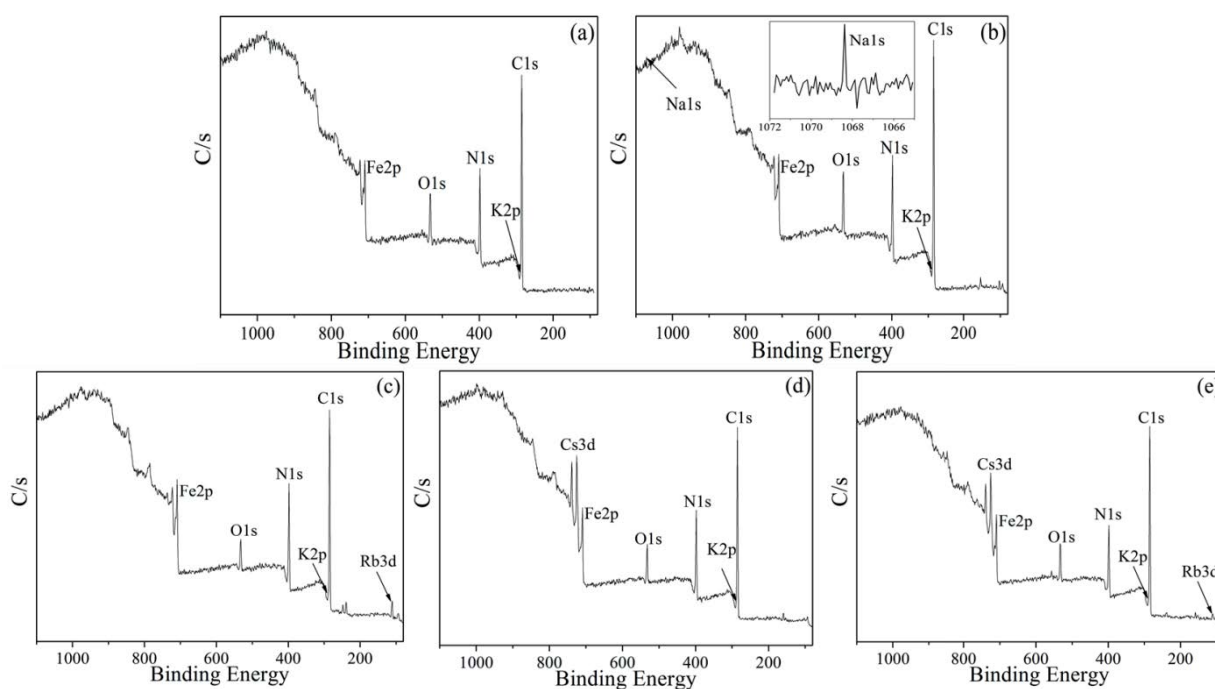 (a)
C1s
N1s
Fe2p
O1s
K2p
C/s
1000 800 600 400 200
Binding Energy
(b)
C1s
Na1s
1072 1070 1068 1066
Na1s
N1s
Fe2p
O1s
K2p
C/s
1000 800 600 400 200
Binding Energy
(c)
C1s
N1s
Fe2p
O1s
K2p
Rb3d
C/s
1000 800 600 400 200
Binding Energy
(d)
C1s
Cs3d
N1s
Fe2p
O1s
K2p
C/s
1000 800 600 400 200
Binding Energy
(e)
C1s
Cs3d
Fe2p
N1s
O1s
K2p
Rb3d
C/s
1000 800 600 400 200
Binding Energy